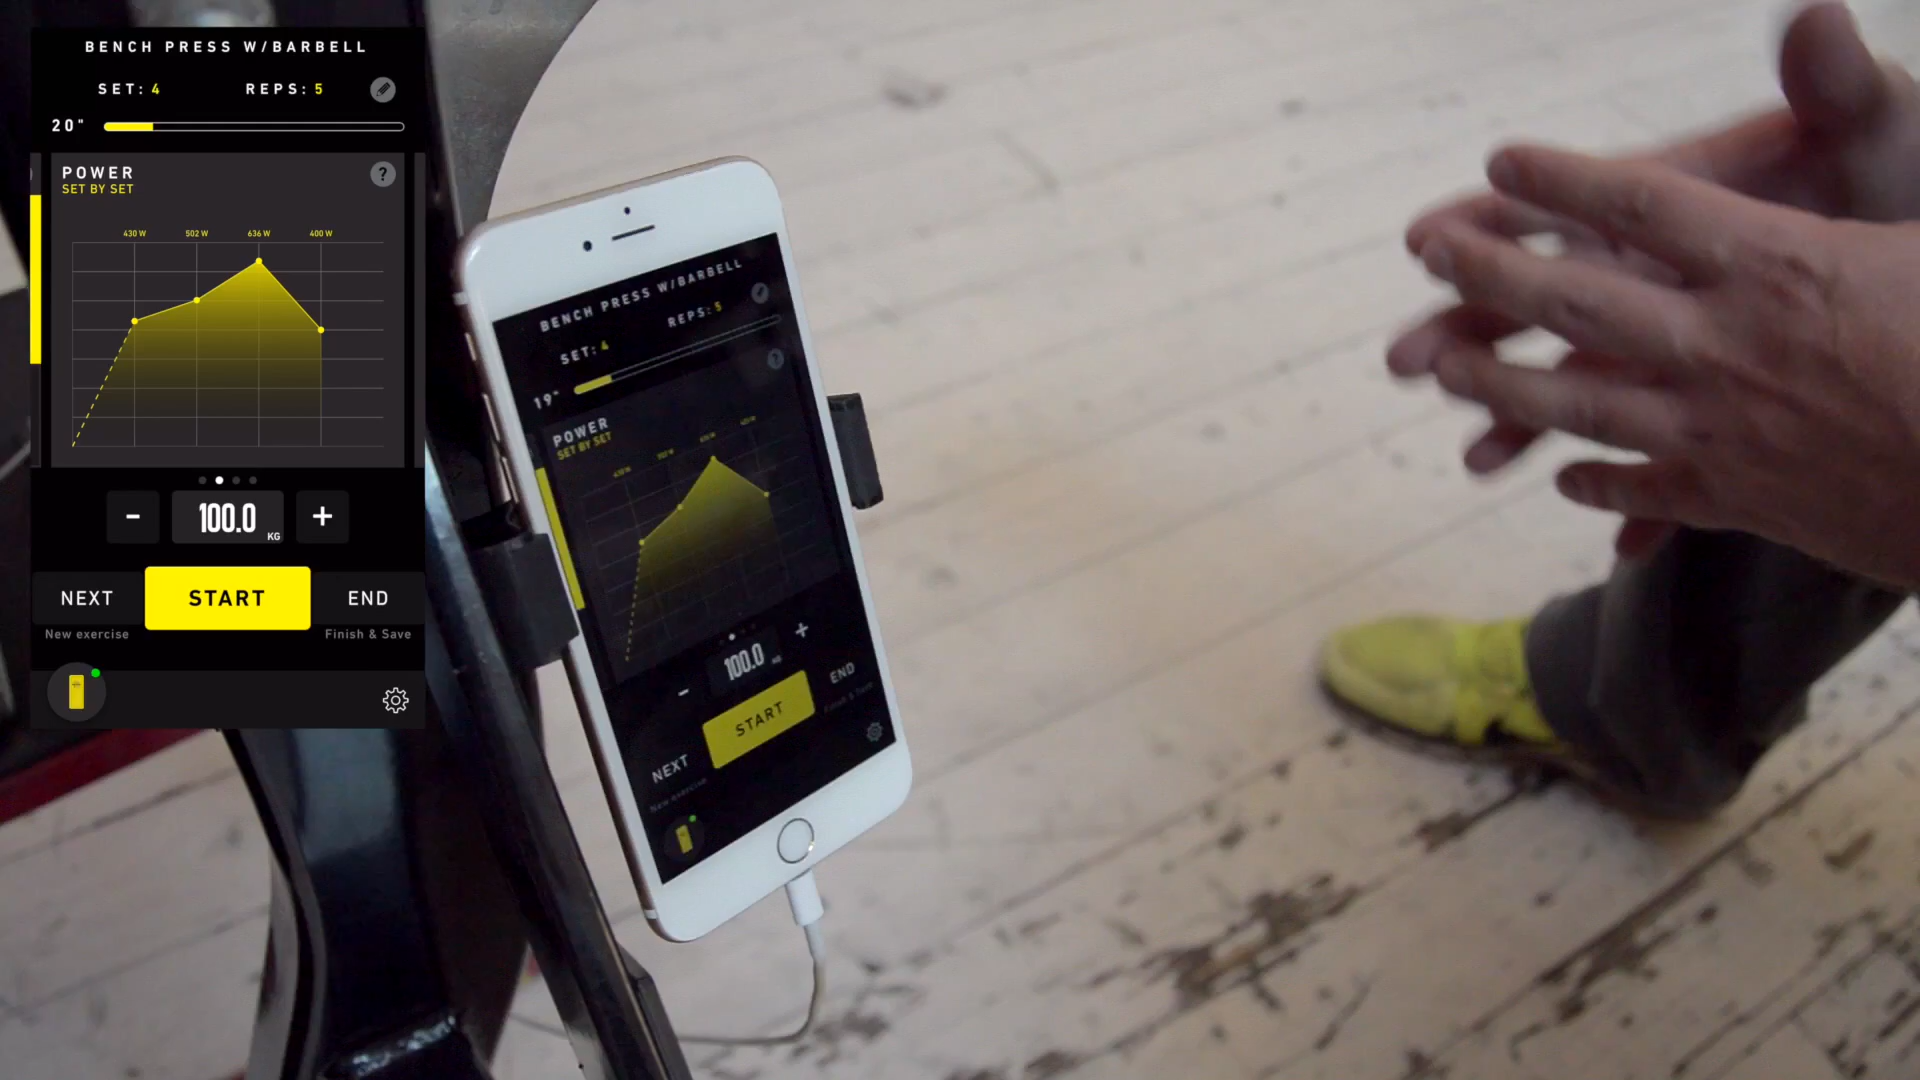 BENCH PRESS W/BARBELL
SET: 4 REPS: 5
20"
POWER ?
SET BY SET
430 W 502 W 636 W 400 W
- 100.0 KG +
NEXT START END
New exercise Finish & Save
BENCH PRESS W/BARBELL
SET: 4 REPS: 5
19" ?
POWER
SET BY SET
- 100.0 +
NEXT START END
New exercise